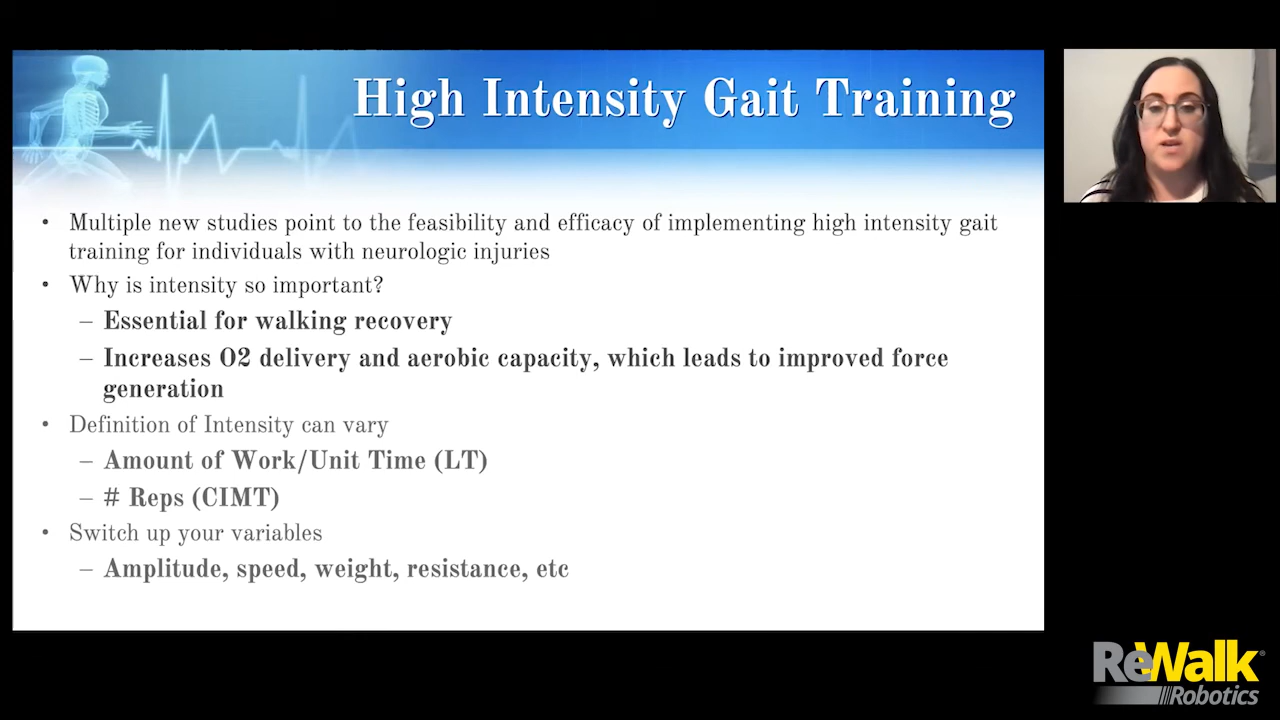 High Intensity Gait Training
• Multiple new studies point to the feasibility and efficacy of implementing high intensity gait
training for individuals with neurologic injuries
• Why is intensity so important?
– Essential for walking recovery
– Increases O2 delivery and aerobic capacity, which leads to improved force
generation
• Definition of Intensity can vary
– Amount of Work/Unit Time (LT)
– # Reps (CIMT)
• Switch up your variables
– Amplitude, speed, weight, resistance, etc
ReWalk®
Robotics